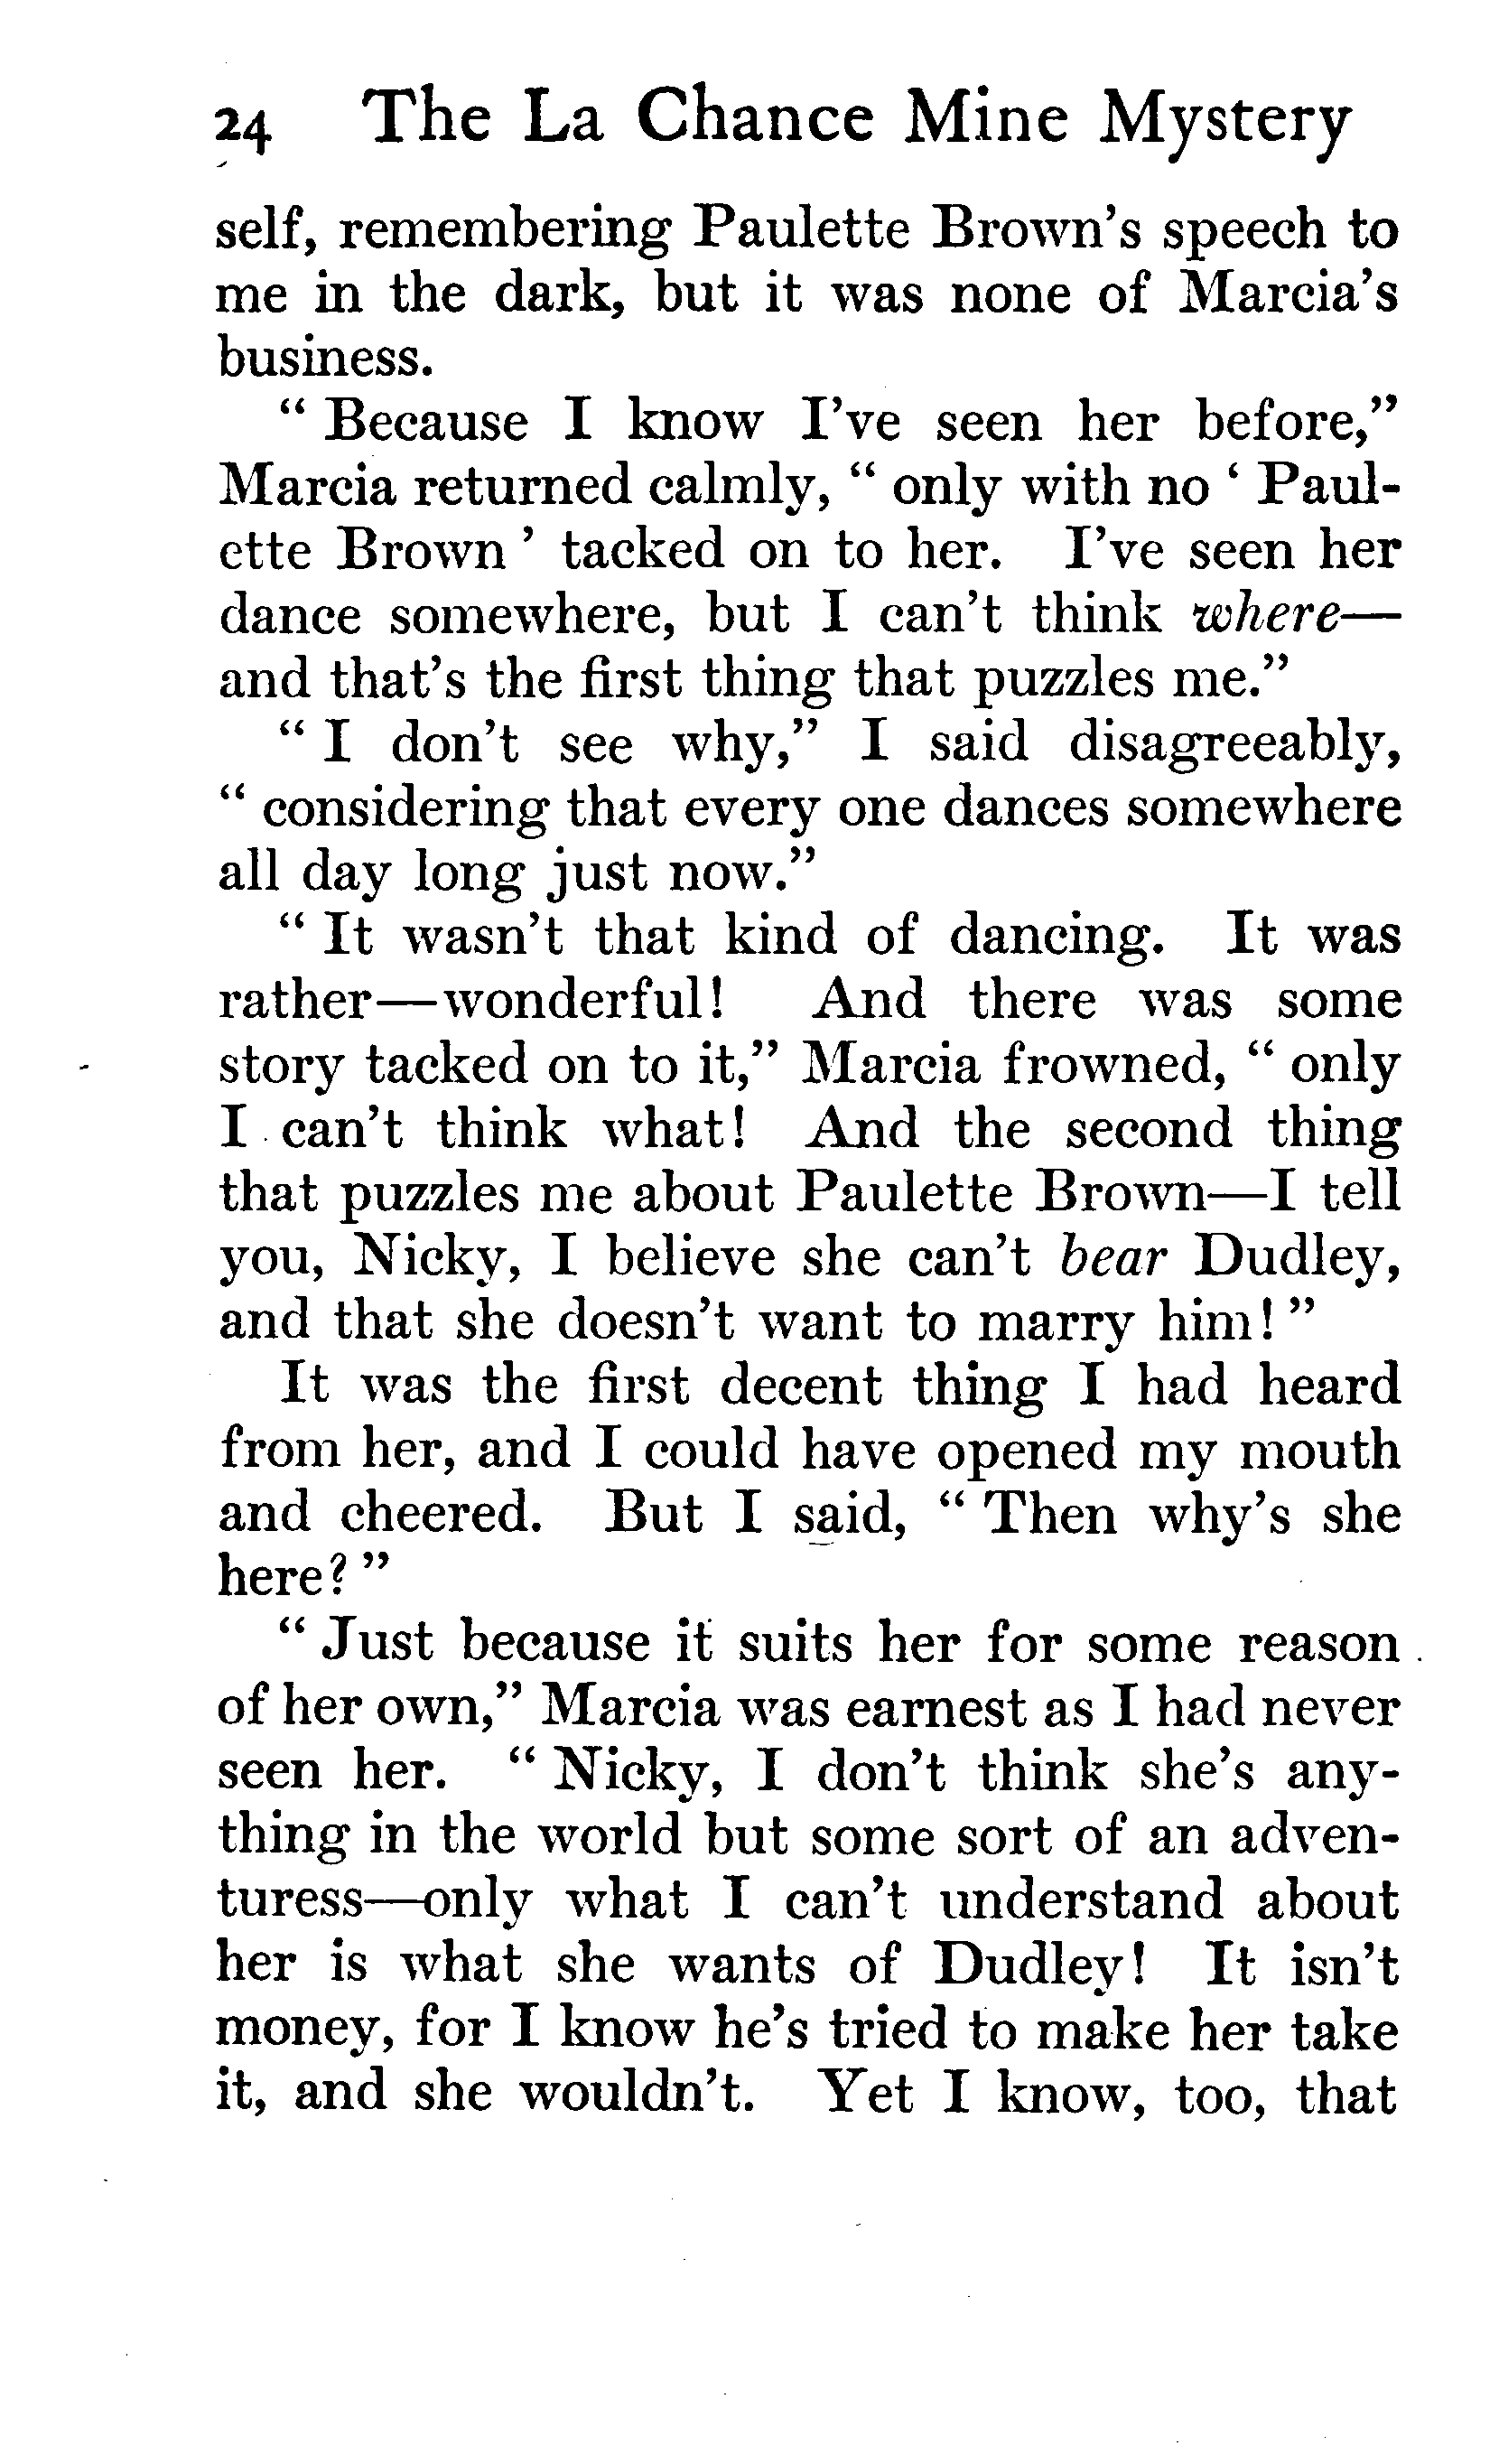 24 The La Chance Mine Mystery
self, remembering Paulette Brown's speech to
me in the dark, but it was none of Marcia's
business.
" Because I know I've seen her before,"
Marcia returned calmly, " only with no ' Paul-
ette Brown ' tacked on to her. I've seen her
dance somewhere, but I can't think where—
and that's the first thing that puzzles me."
" I don't see why," I said disagreeably,
" considering that every one dances somewhere
all day long just now."
" It wasn't that kind of dancing. It was
rather—wonderful! And there was some
story tacked on to it," Marcia frowned, " only
I can't think what! And the second thing
that puzzles me about Paulette Brown—I tell
you, Nicky, I believe she can't bear Dudley,
and that she doesn't want to marry him! "
It was the first decent thing I had heard
from her, and I could have opened my mouth
and cheered. But I said, " Then why's she
here? "
" Just because it suits her for some reason
of her own," Marcia was earnest as I had never
seen her. " Nicky, I don't think she's any-
thing in the world but some sort of an adven-
turess—only what I can't understand about
her is what she wants of Dudley! It isn't
money, for I know he's tried to make her take
it, and she wouldn't. Yet I know, too, that